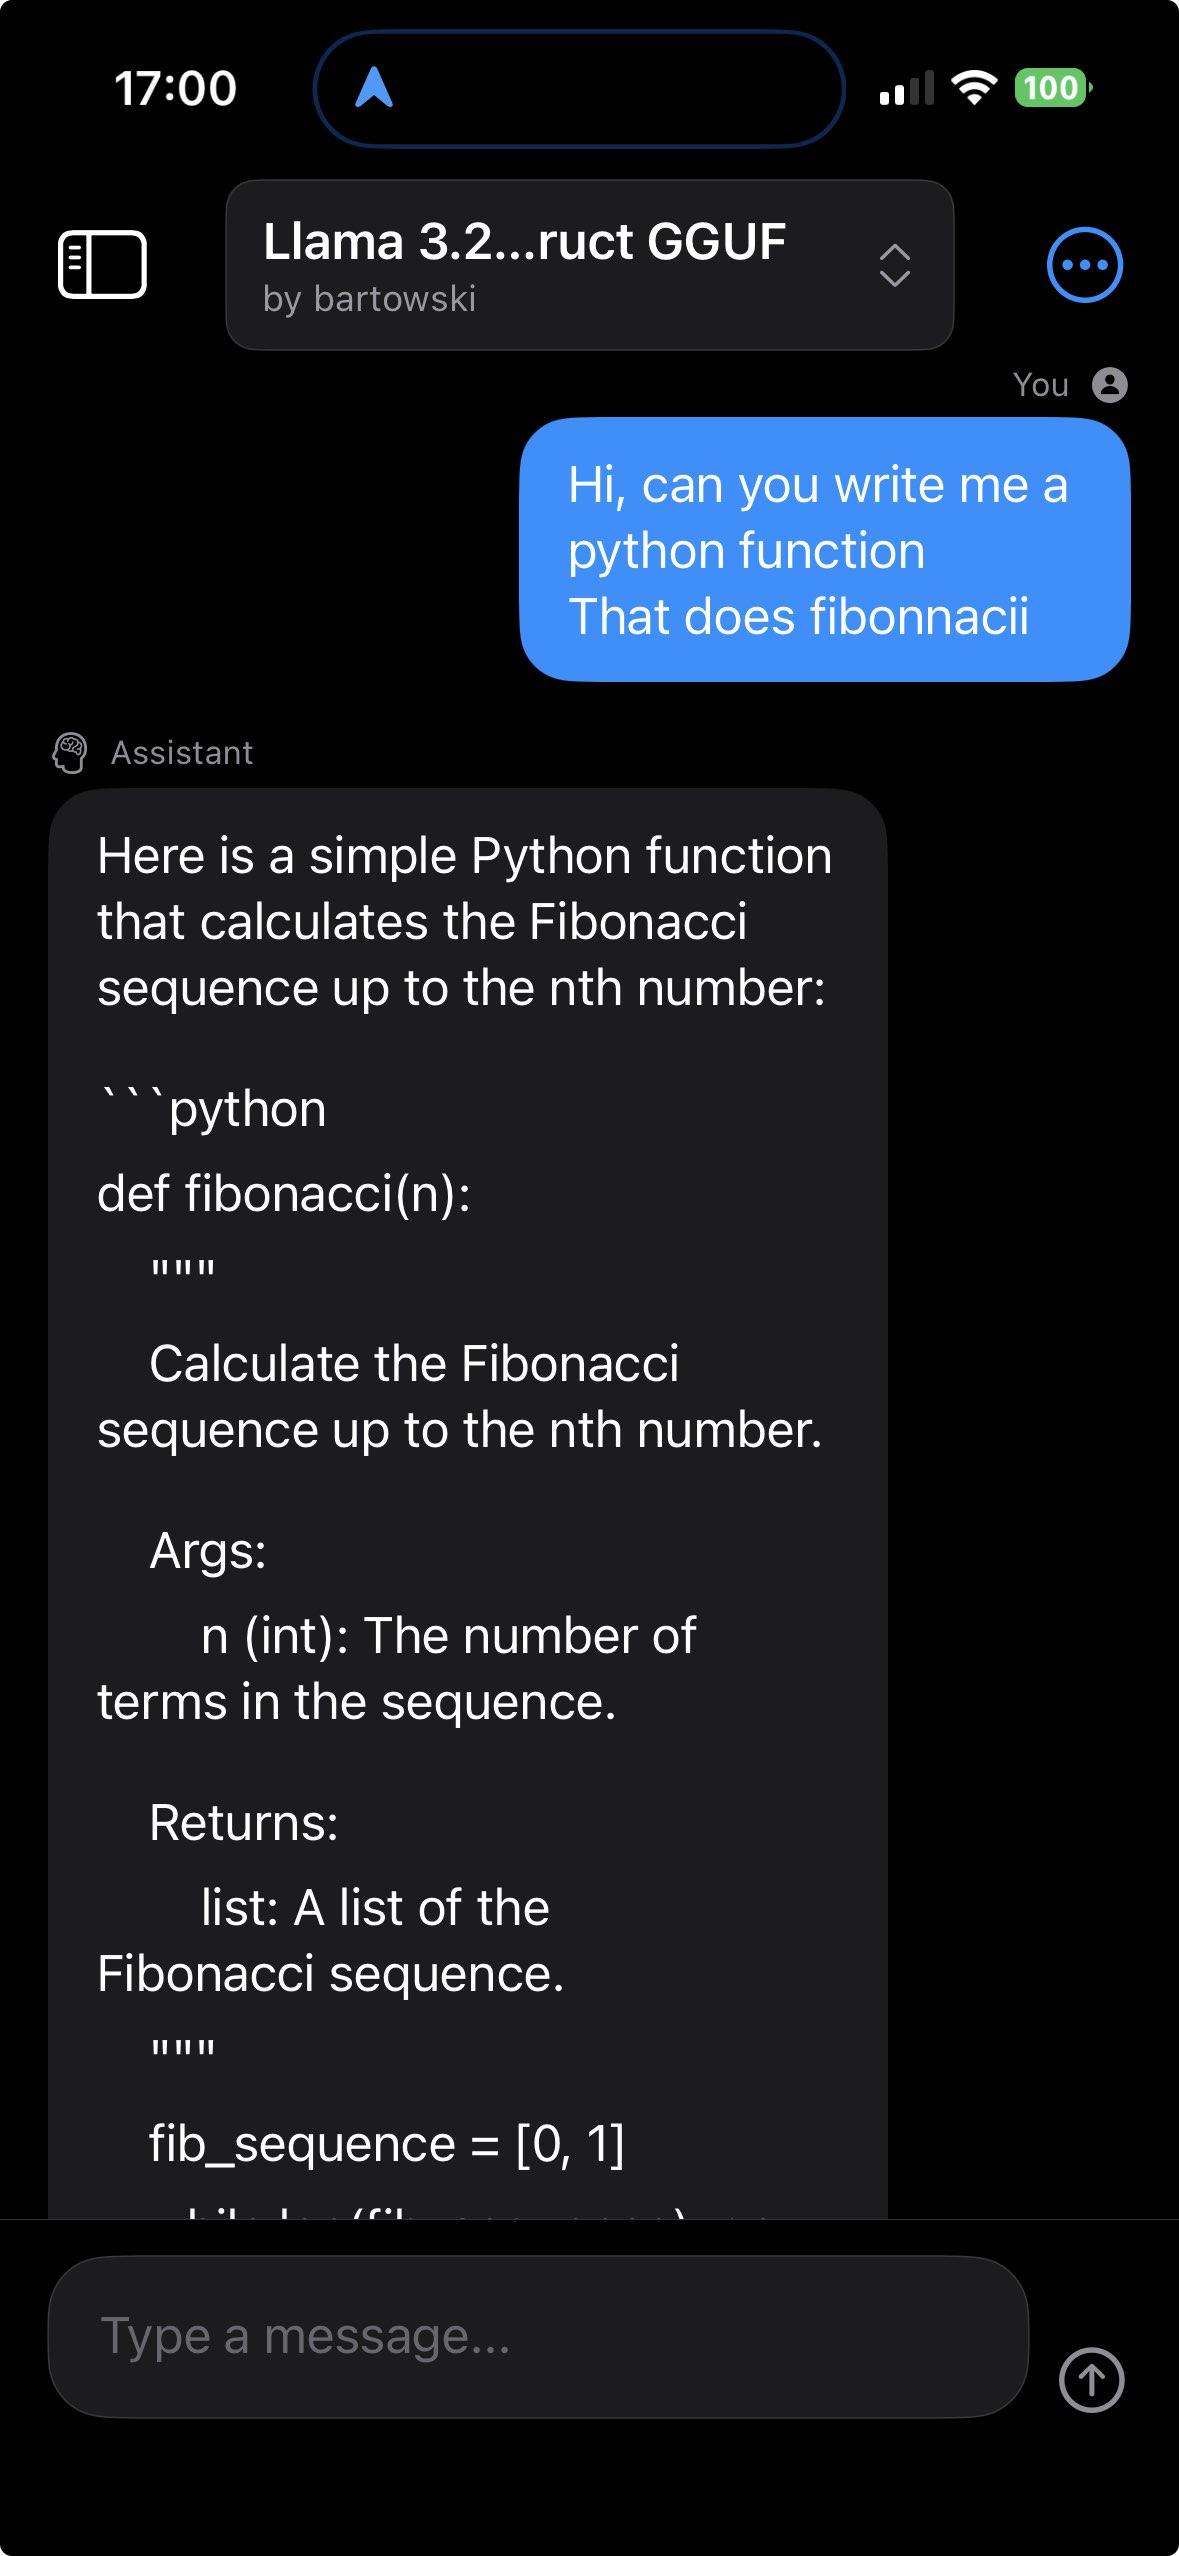 17:00
100
Llama 3.2...ruct GGUF
by bartowski
You
Hi, can you write me a
python function
That does fibonnacii
Assistant
Here is a simple Python function
that calculates the Fibonacci
sequence up to the nth number:
```python
def fibonacci(n):
"""
Calculate the Fibonacci
sequence up to the nth number.
Args:
n (int): The number of
terms in the sequence.
Returns:
list: A list of the
Fibonacci sequence.
"""
fib_sequence = [0, 1]
Type a message...